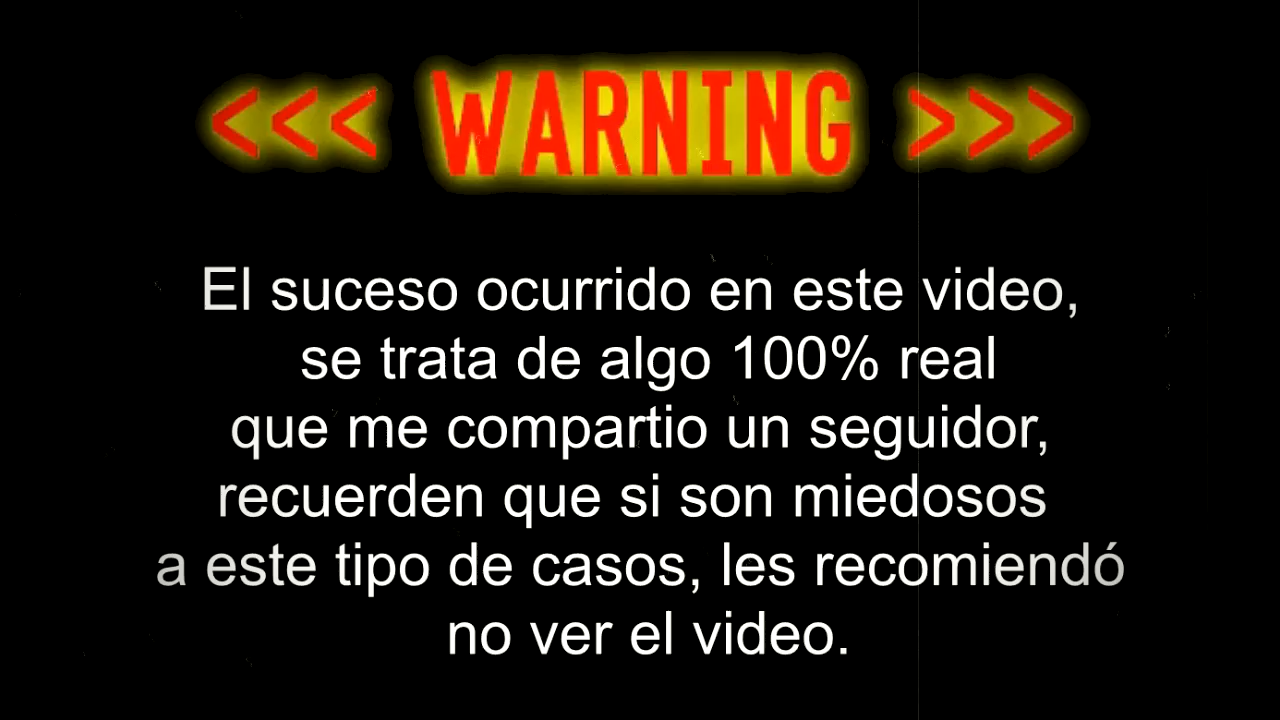 <<< WARNING >>>
El suceso ocurrido en este video,
se trata de algo 100% real
que me compartio un seguidor,
recuerden que si son miedosos
a este tipo de casos, les recomiendó
no ver el video.